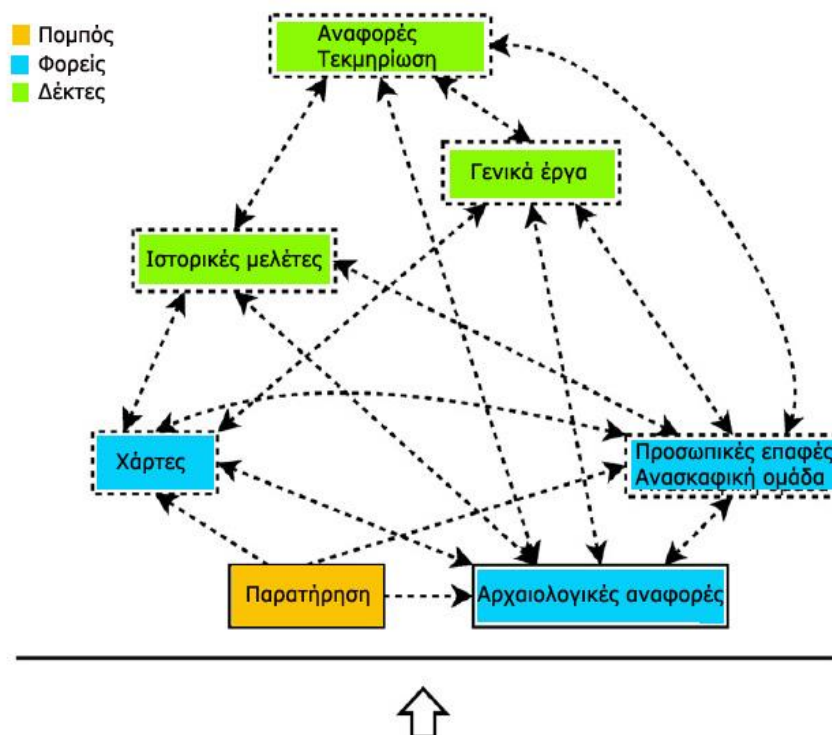 Πομπός
Φορείς
Δέκτες
Αναφορές
Τεκμηρίωση
Γενικά έργα
Ιστορικές μελέτες
Χάρτες
Προσωπικές επαφές
Ανασκαφική ομάδα
Παρατήρηση
Αρχαιολογικές αναφορές